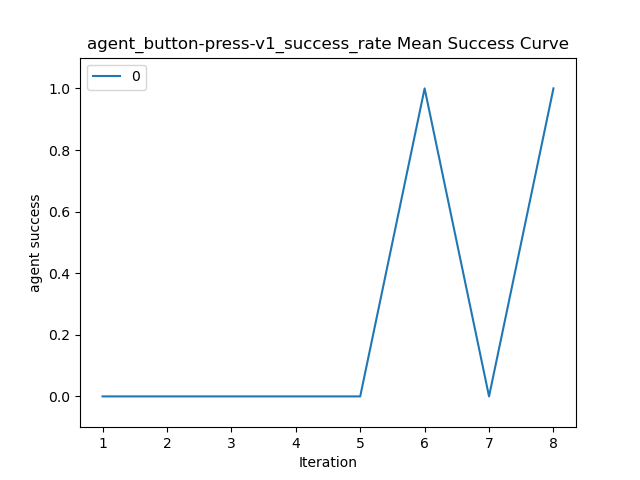 agent_button-press-v1_success_rate Mean Success Curve
0
1.0
0.8
0.6
0.4
0.2
0.0
agent success
1 2 3 4 5 6 7 8
Iteration